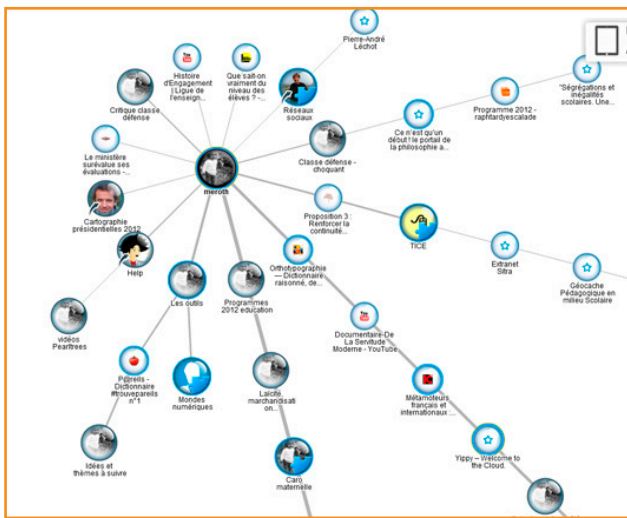 Pierre-André
Léchot
Histoire
d'Engagement
| Ligue de
l'enseign...
Que sait-on
vraiment du
niveau des
élèves ? -...
Réseaux
sociaux
Critique classe
défense
"Ségrégations et
inégalités
scolaires. Une...
Programme 2012 -
raphtardyescalade
Ce n'est qu'un
début ! le portail de
la philosophie a...
Classe défense -
choquant
Le ministère
surévalue ses
évaluations -...
meroth
Proposition 3 :
Renforcer la
continuité...
Cartographie
présidentielles 2012
TICE
Help
Orthotypographie
— Dictionnaire
raisonné, de...
Extranet
Sitra
Géocache
Pédagogique en
milieu Scolaire
Les outils
Programmes
2012 education
vidéos
Pearltrees
Documentaire-De
La Servitude
Moderne - YouTube
P@reils -
Dictionnaire
#trouvepareils
n°1
Mondes
numériques
Laïcité,
marchandisati
on...
Métamoteurs
français et
internationaux :...
Idées et
thèmes à suivre
Caro
maternelle
Yippy – Welcome to
the Cloud.